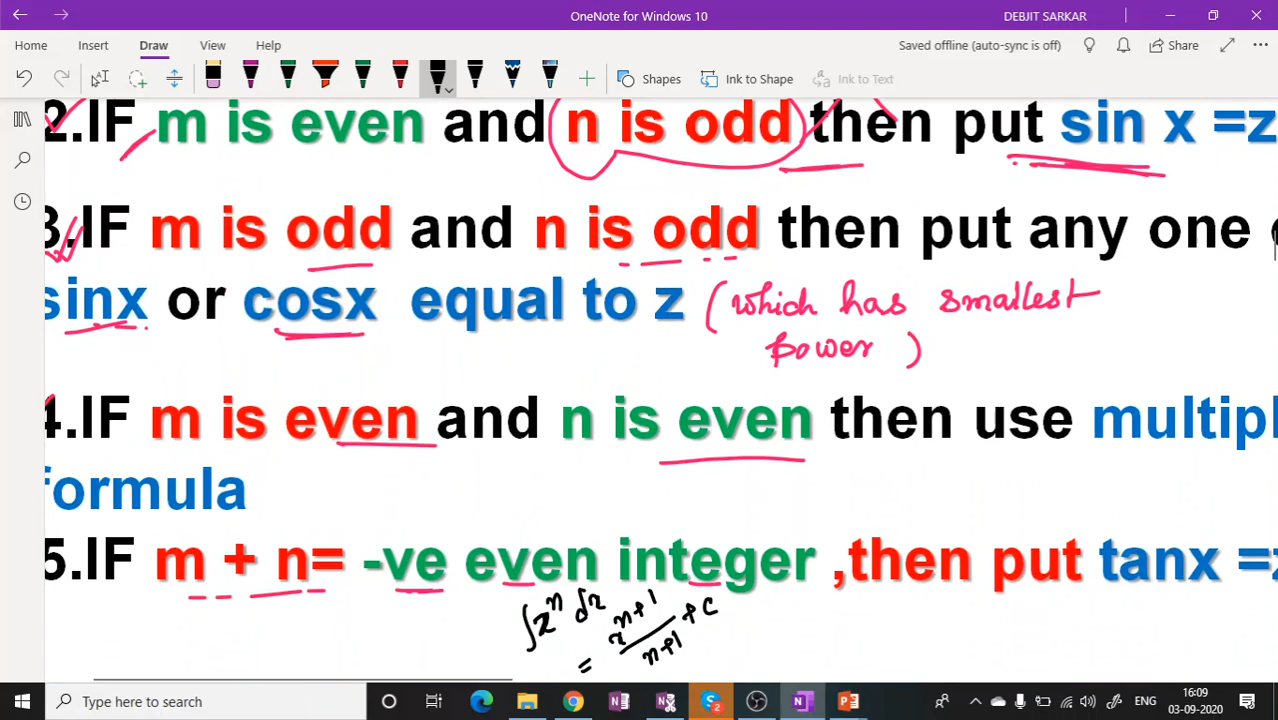 OneNote for Windows 10
DEBJIT SARKAR
Home Insert Draw View Help
Saved offline (auto-sync is off)
Share
Shapes
Ink to Shape
Ink to Text
2.IF m is even and n is odd then put sin x =z
3.IF m is odd and n is odd then put any one
sinx or cosx equal to z (which has smallest
power)
4.IF m is even and n is even then use multipl
formula
5.IF m + n= -ve even integer ,then put tanx =z
∫zⁿ dz
= zⁿ⁺¹/n+1 + c
Type here to search
2
ENG
16:09
03-09-2020